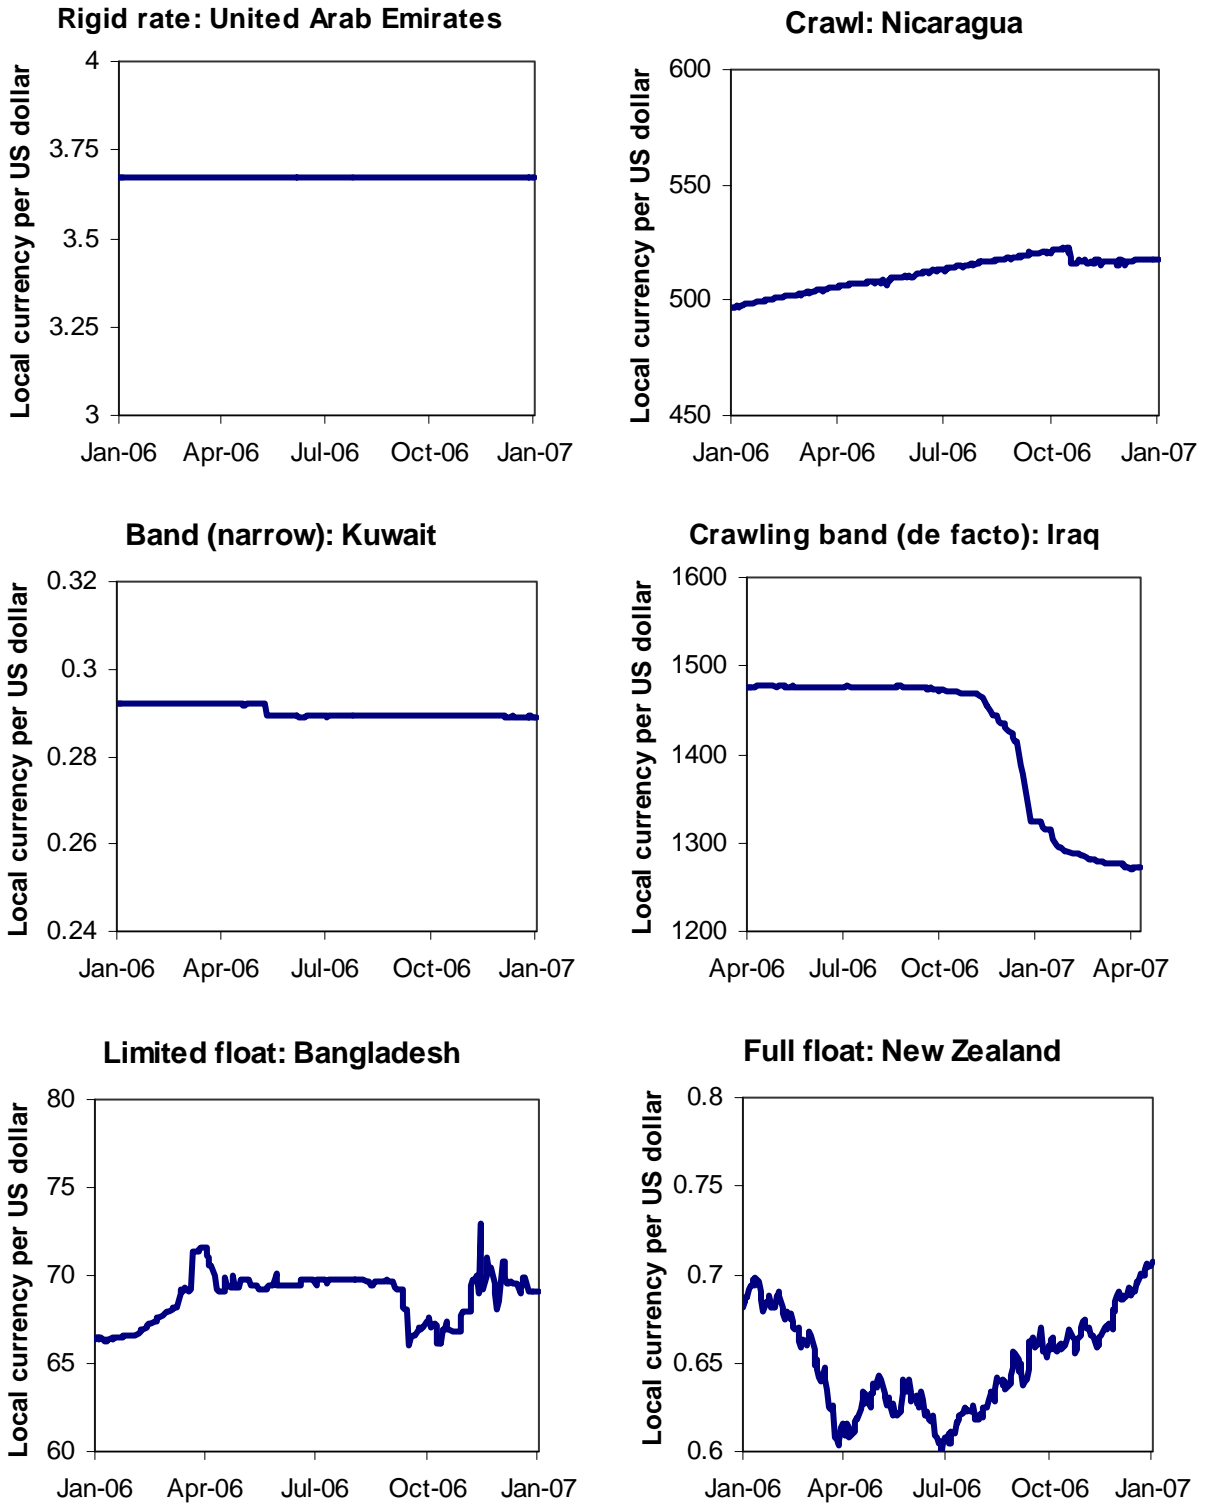 Rigid rate: United Arab Emirates
Local currency per US dollar
4
3.75
3.5
3.25
3
Jan-06 Apr-06 Jul-06 Oct-06 Jan-07
Crawl: Nicaragua
Local currency per US dollar
600
550
500
450
Jan-06 Apr-06 Jul-06 Oct-06 Jan-07
Band (narrow): Kuwait
Local currency per US dollar
0.32
0.3
0.28
0.26
0.24
Jan-06 Apr-06 Jul-06 Oct-06 Jan-07
Crawling band (de facto): Iraq
Local currency per US dollar
1600
1500
1400
1300
1200
Apr-06 Jul-06 Oct-06 Jan-07 Apr-07
Limited float: Bangladesh
Local currency per US dollar
80
75
70
65
60
Jan-06 Apr-06 Jul-06 Oct-06 Jan-07
Full float: New Zealand
Local currency per US dollar
0.8
0.75
0.7
0.65
0.6
Jan-06 Apr-06 Jul-06 Oct-06 Jan-07